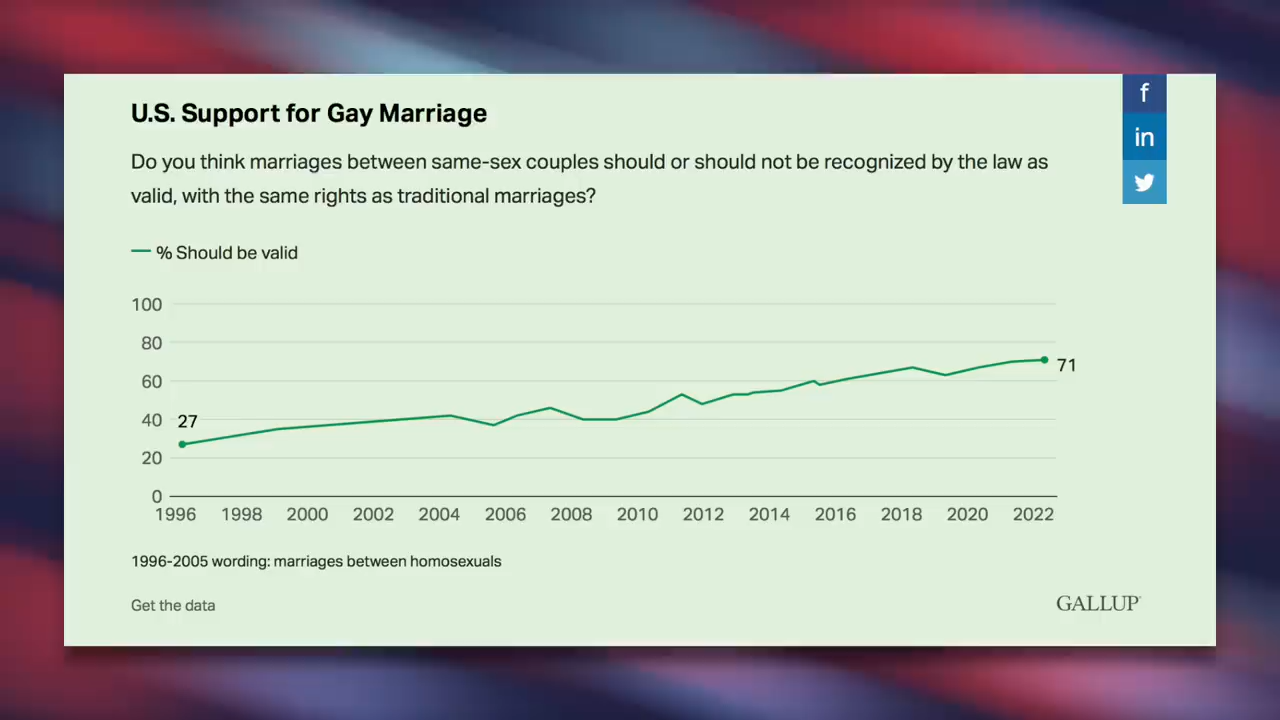 U.S. Support for Gay Marriage
Do you think marriages between same-sex couples should or should not be recognized by the law as
valid, with the same rights as traditional marriages?
% Should be valid
100
80
60
40
20
0
27
71
1996 1998 2000 2002 2004 2006 2008 2010 2012 2014 2016 2018 2020 2022
1996-2005 wording: marriages between homosexuals
Get the data
GALLUP
f
in